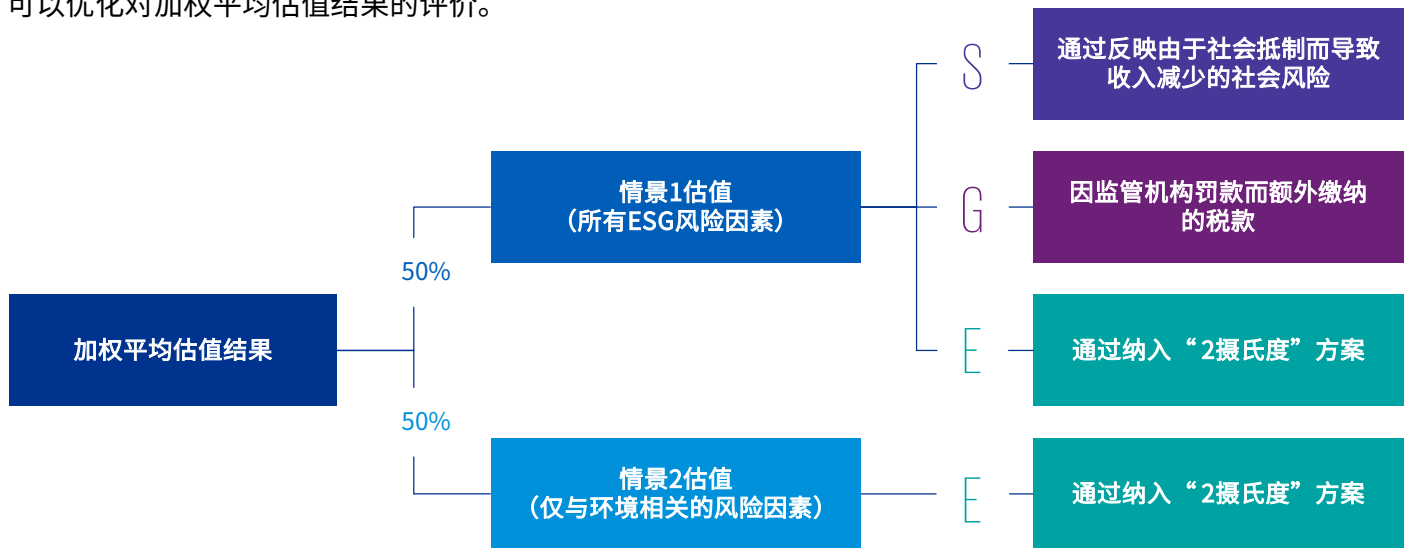 可以优化对加权平均估值结果的评价。
S
通过反映由于社会抵制而导致
收入减少的社会风险
情景1估值
（所有ESG风险因素）
G
因监管机构罚款而额外缴纳
的税款
50%
加权平均估值结果
E
通过纳入“2摄氏度”方案
50%
情景2估值
（仅与环境相关的风险因素）
E
通过纳入“2摄氏度”方案